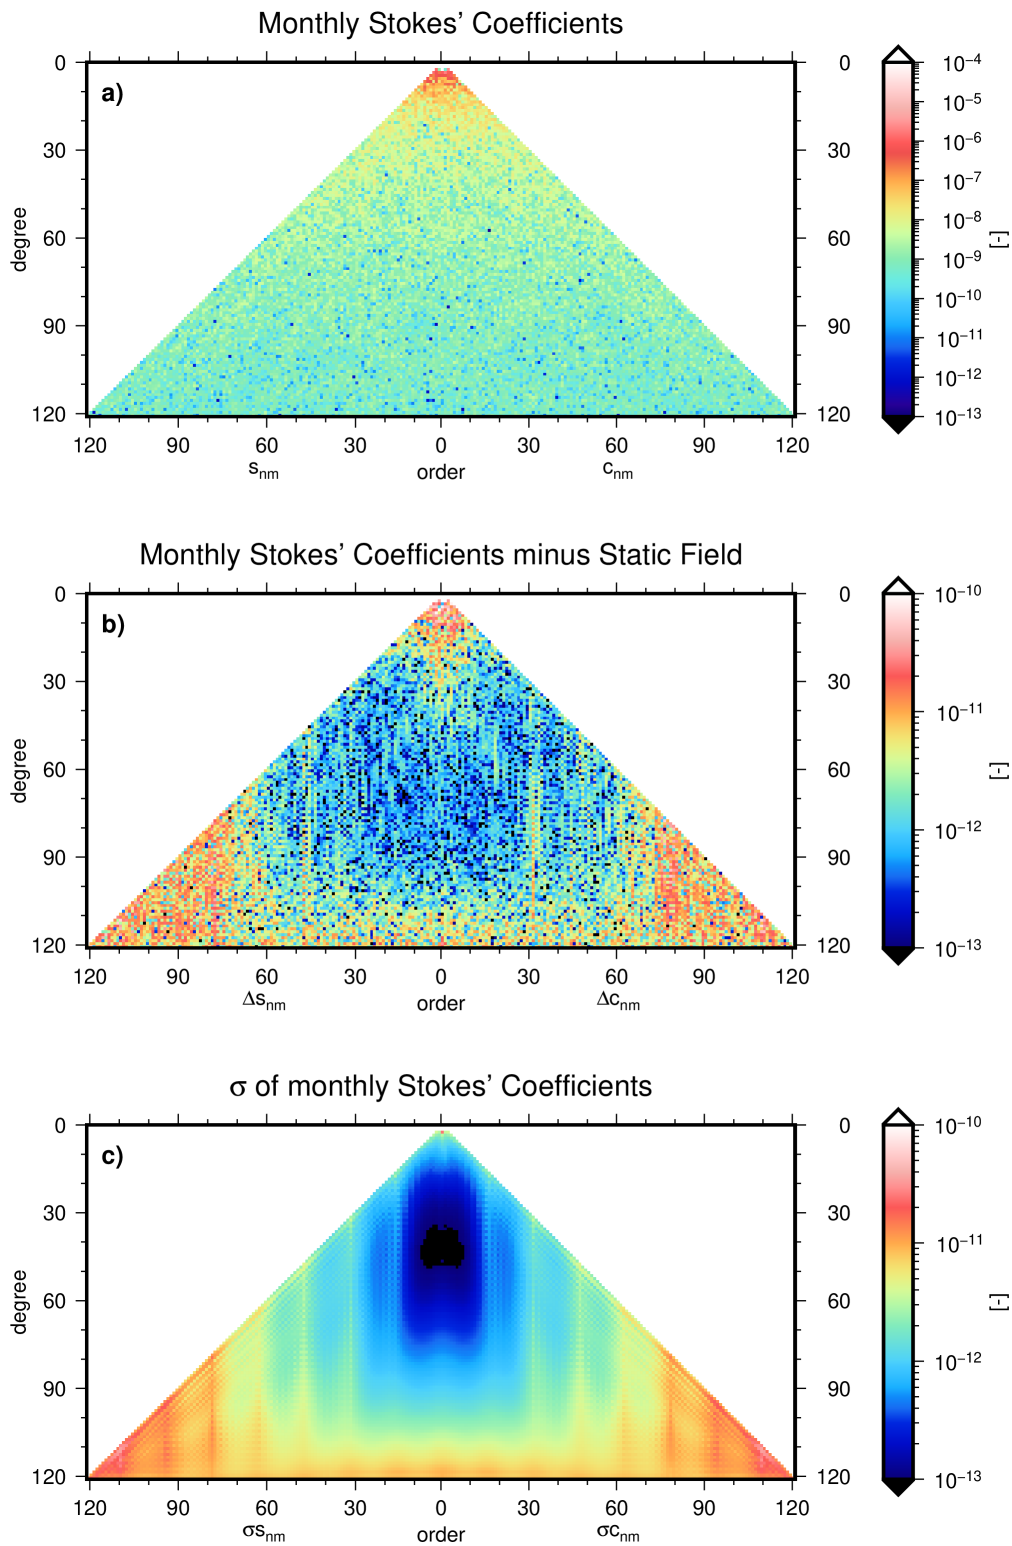 Monthly Stokes’ Coefficients
a)
0 30 60 90 120
degree
0 30 60 90 120
120 90 60 30 0 30 60 90 120
s_nm order c_nm
10⁻⁴ 10⁻⁵ 10⁻⁶ 10⁻⁷ 10⁻⁸ 10⁻⁹ 10⁻¹⁰ 10⁻¹¹ 10⁻¹² 10⁻¹³
[-]
Monthly Stokes’ Coefficients minus Static Field
b)
0 30 60 90 120
degree
0 30 60 90 120
120 90 60 30 0 30 60 90 120
Δs_nm order Δc_nm
10⁻¹⁰ 10⁻¹¹ 10⁻¹² 10⁻¹³
[-]
σ of monthly Stokes’ Coefficients
c)
0 30 60 90 120
degree
0 30 60 90 120
120 90 60 30 0 30 60 90 120
σs_nm order σc_nm
10⁻¹⁰ 10⁻¹¹ 10⁻¹² 10⁻¹³
[-]